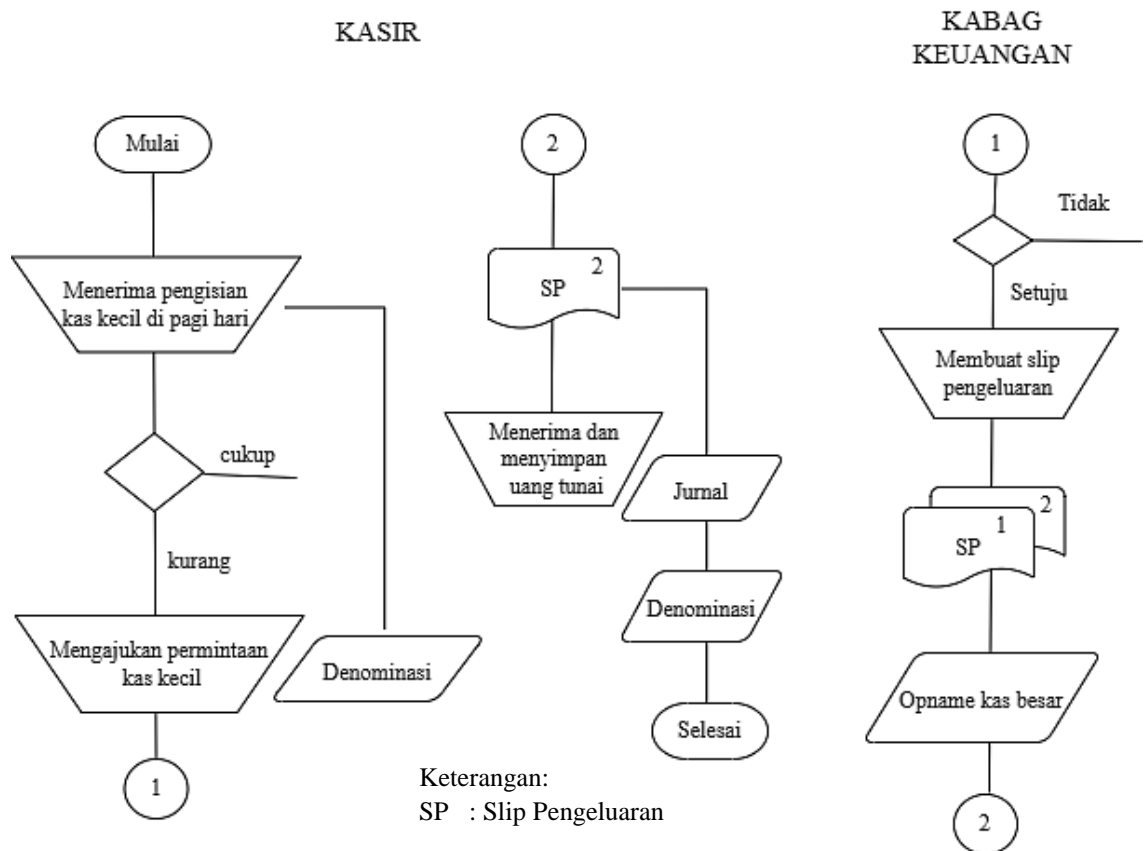 KASIR
KABAG
KEUANGAN
Mulai
Menerima pengisian
kas kecil di pagi hari
cukup
kurang
Mengajukan permintaan
kas kecil
1
Denominasi
2
2
SP
Menerima dan
menyimpan
uang tunai
Jurnal
Denominasi
Selesai
Keterangan:
SP : Slip Pengeluaran
1
Tidak
Setuju
Membuat slip
pengeluaran
2
1
SP
Opname kas besar
2